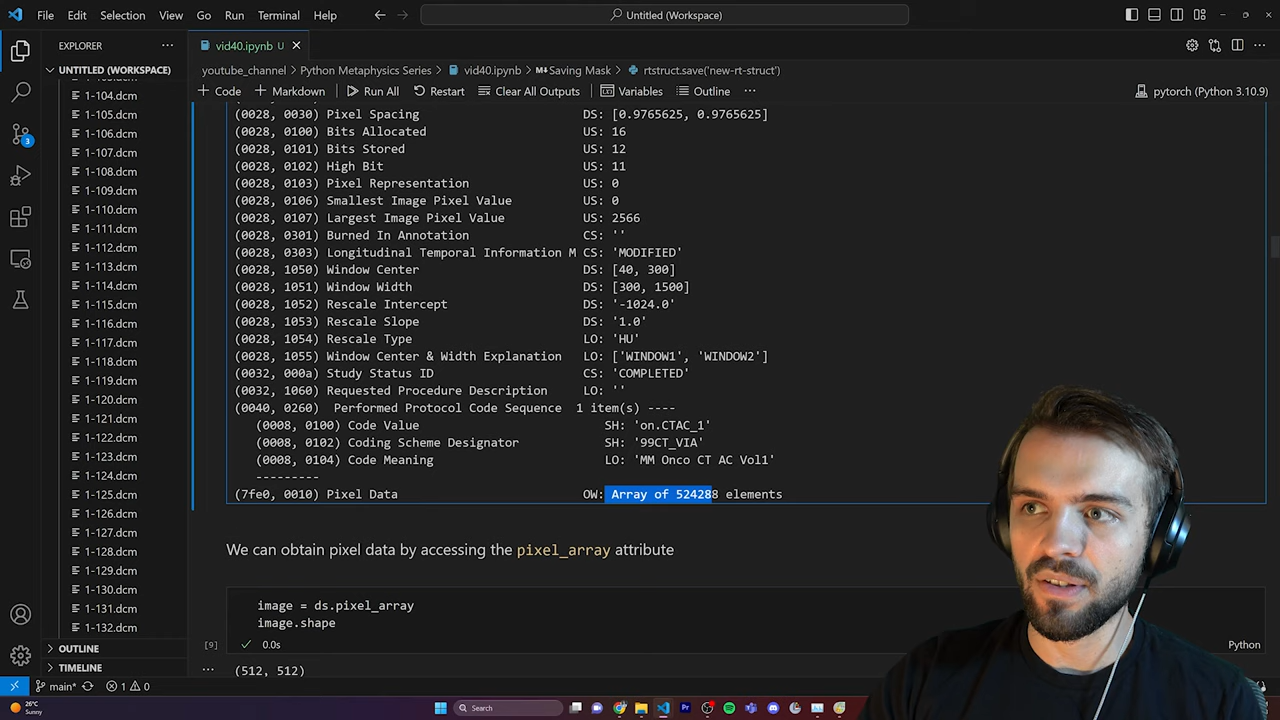 File Edit Selection View Go Run Terminal Help
Untitled (Workspace)
EXPLORER
vid40.ipynb U
UNTITLED (WORKSPACE)
youtube_channel > Python Metaphysics Series > vid40.ipynb > Saving Mask > rtstruct.save('new-rt-struct')
Code Markdown Run All Restart Clear All Outputs Variables Outline
pytorch (Python 3.10.9)
1-104.dcm
1-105.dcm
1-106.dcm
1-107.dcm
1-108.dcm
1-109.dcm
1-110.dcm
1-111.dcm
1-112.dcm
1-113.dcm
1-114.dcm
1-115.dcm
1-116.dcm
1-117.dcm
1-118.dcm
1-119.dcm
1-120.dcm
1-121.dcm
1-122.dcm
1-123.dcm
1-124.dcm
1-125.dcm
1-126.dcm
1-127.dcm
1-128.dcm
1-129.dcm
1-130.dcm
1-131.dcm
1-132.dcm
OUTLINE
TIMELINE
(0028, 0030) Pixel Spacing DS: [0.9765625, 0.9765625]
(0028, 0100) Bits Allocated US: 16
(0028, 0101) Bits Stored US: 12
(0028, 0102) High Bit US: 11
(0028, 0103) Pixel Representation US: 0
(0028, 0106) Smallest Image Pixel Value US: 0
(0028, 0107) Largest Image Pixel Value US: 2566
(0028, 0301) Burned In Annotation CS: ''
(0028, 0303) Longitudinal Temporal Information M CS: 'MODIFIED'
(0028, 1050) Window Center DS: [40, 300]
(0028, 1051) Window Width DS: [300, 1500]
(0028, 1052) Rescale Intercept DS: '-1024.0'
(0028, 1053) Rescale Slope DS: '1.0'
(0028, 1054) Rescale Type LO: 'HU'
(0028, 1055) Window Center & Width Explanation LO: ['WINDOW1', 'WINDOW2']
(0032, 000a) Study Status ID CS: 'COMPLETED'
(0032, 1060) Requested Procedure Description LO: ''
(0040, 0260) Performed Protocol Code Sequence 1 item(s) ----
(0008, 0100) Code Value SH: 'on.CTAC_1'
(0008, 0102) Coding Scheme Designator SH: '99CT_VIA'
(0008, 0104) Code Meaning LO: 'MM Onco CT AC Vol1'
---------
(7fe0, 0010) Pixel Data OW: Array of 524288 elements
We can obtain pixel data by accessing the pixel_array attribute
image = ds.pixel_array
image.shape
[9] 0.0s Python
(512, 512)
main* 1 0
3
26°C
Sunny
Search